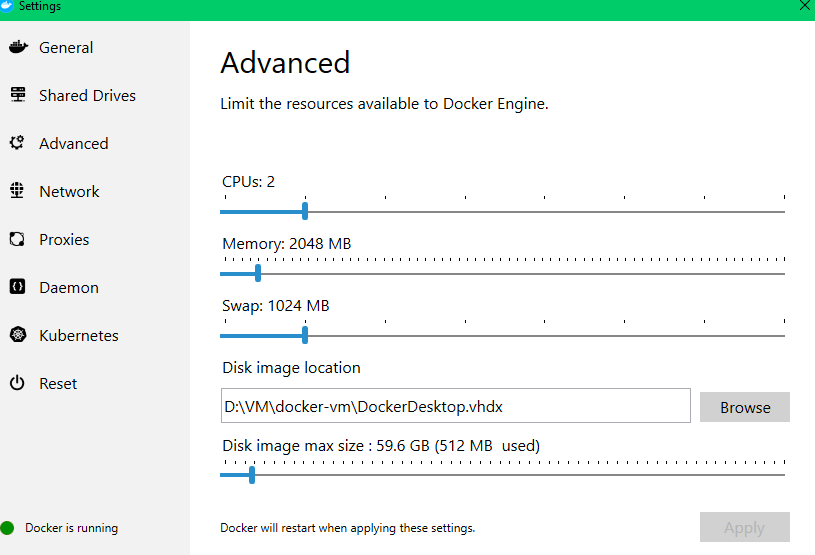 Settings
General
Shared Drives
Advanced
Network
Proxies
Daemon
Kubernetes
Reset
Docker is running
Advanced
Limit the resources available to Docker Engine.
CPUs: 2
Memory: 2048 MB
Swap: 1024 MB
Disk image location
D:\VM\docker-vm\DockerDesktop.vhdx
Browse
Disk image max size : 59.6 GB (512 MB  used)
Docker will restart when applying these settings.
Apply